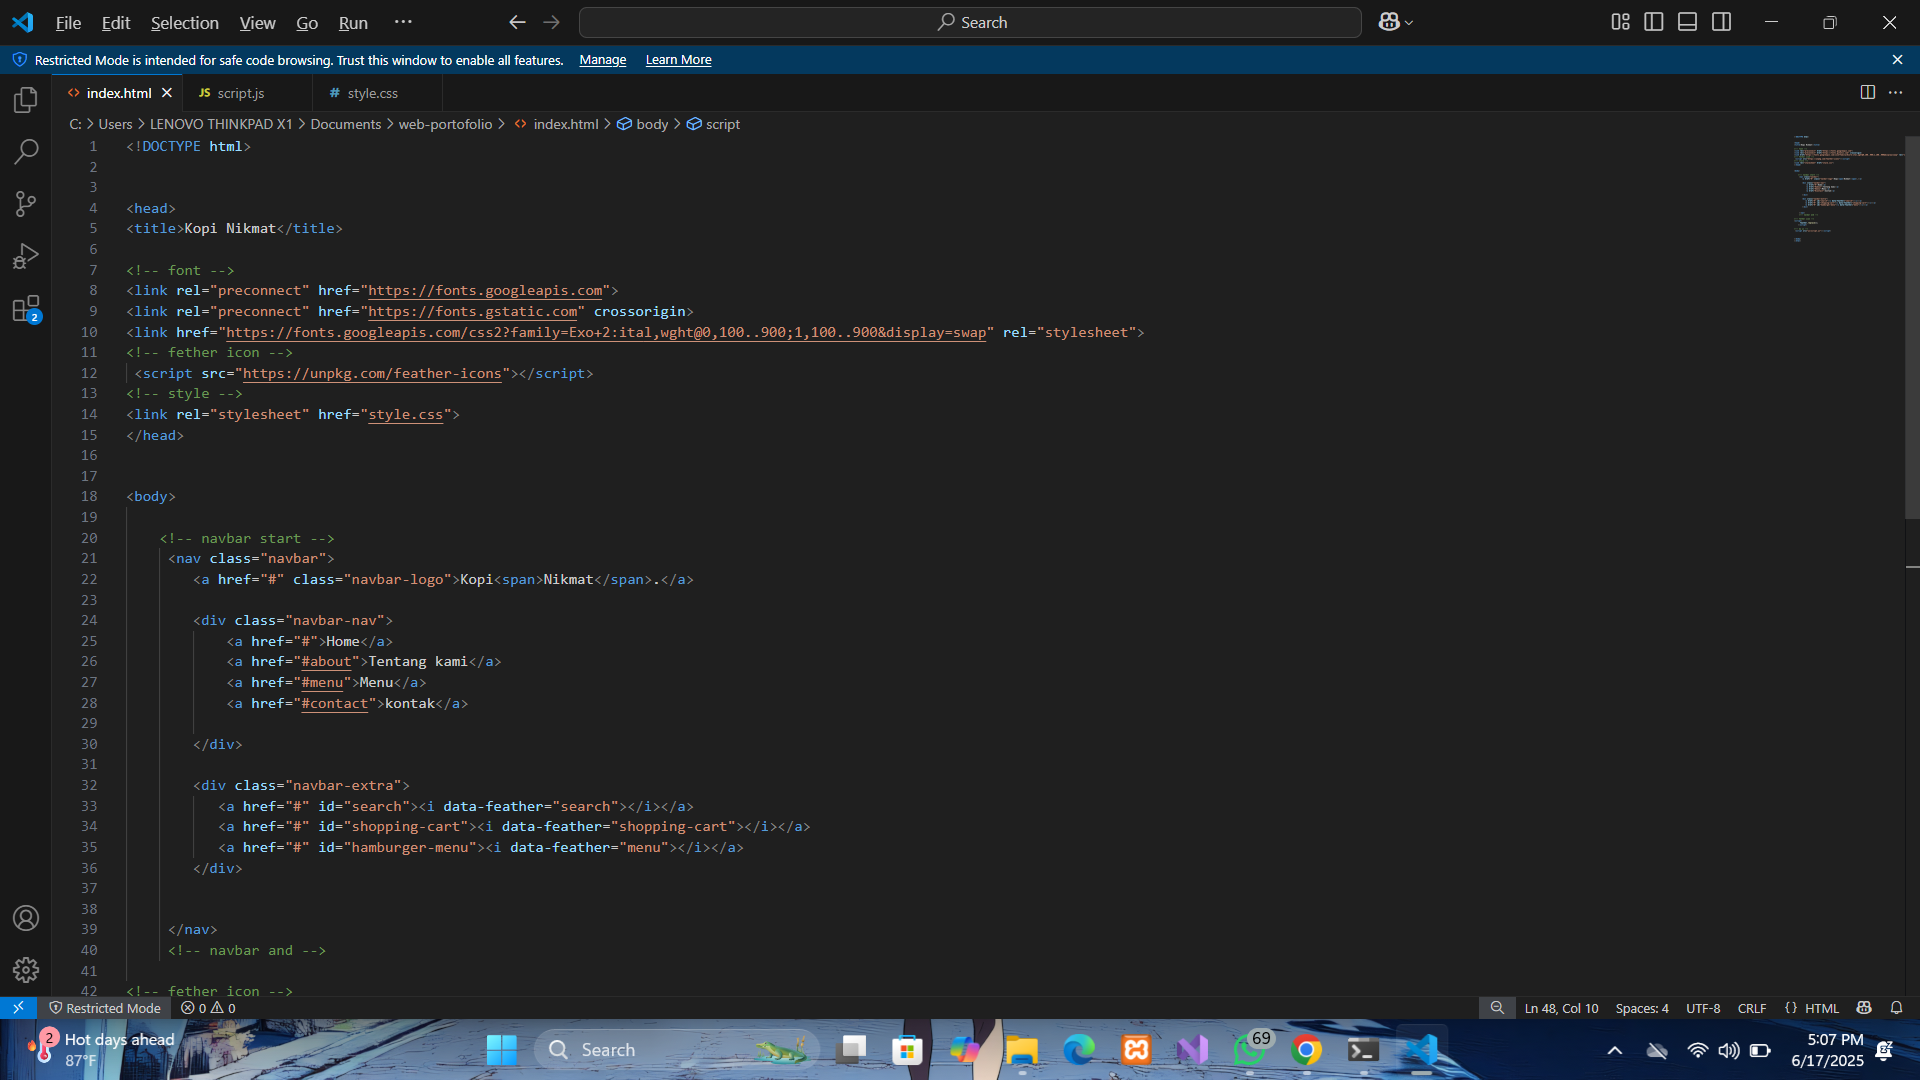 File Edit Selection View Go Run ···
Search
Restricted Mode is intended for safe code browsing. Trust this window to enable all features. Manage Learn More
index.html
JS script.js
# style.css
C: > Users > LENOVO THINKPAD X1 > Documents > web-portofolio > <> index.html > body > script
1 <!DOCTYPE html>
2
3
4 <head>
5 <title>Kopi Nikmat</title>
6
7 <!-- font -->
8 <link rel="preconnect" href="https://fonts.googleapis.com">
9 <link rel="preconnect" href="https://fonts.gstatic.com" crossorigin>
10 <link href="https://fonts.googleapis.com/css2?family=Exo+2:ital,wght@0,100..900;1,100..900&display=swap" rel="stylesheet">
11 <!-- fether icon -->
12 <script src="https://unpkg.com/feather-icons"></script>
13 <!-- style -->
14 <link rel="stylesheet" href="style.css">
15 </head>
16
17
18 <body>
19
20 <!-- navbar start -->
21 <nav class="navbar">
22 <a href="#" class="navbar-logo">Kopi<span>Nikmat</span>.</a>
23
24 <div class="navbar-nav">
25 <a href="#">Home</a>
26 <a href="#about">Tentang kami</a>
27 <a href="#menu">Menu</a>
28 <a href="#contact">kontak</a>
29
30 </div>
31
32 <div class="navbar-extra">
33 <a href="#" id="search"><i data-feather="search"></i></a>
34 <a href="#" id="shopping-cart"><i data-feather="shopping-cart"></i></a>
35 <a href="#" id="hamburger-menu"><i data-feather="menu"></i></a>
36 </div>
37
38
39 </nav>
40 <!-- navbar and -->
41
42 <!-- fether icon -->
2
Restricted Mode 0 0
Ln 48, Col 10 Spaces: 4 UTF-8 CRLF {} HTML
2
Hot days ahead
87°F
Search
69
5:07 PM
6/17/2025